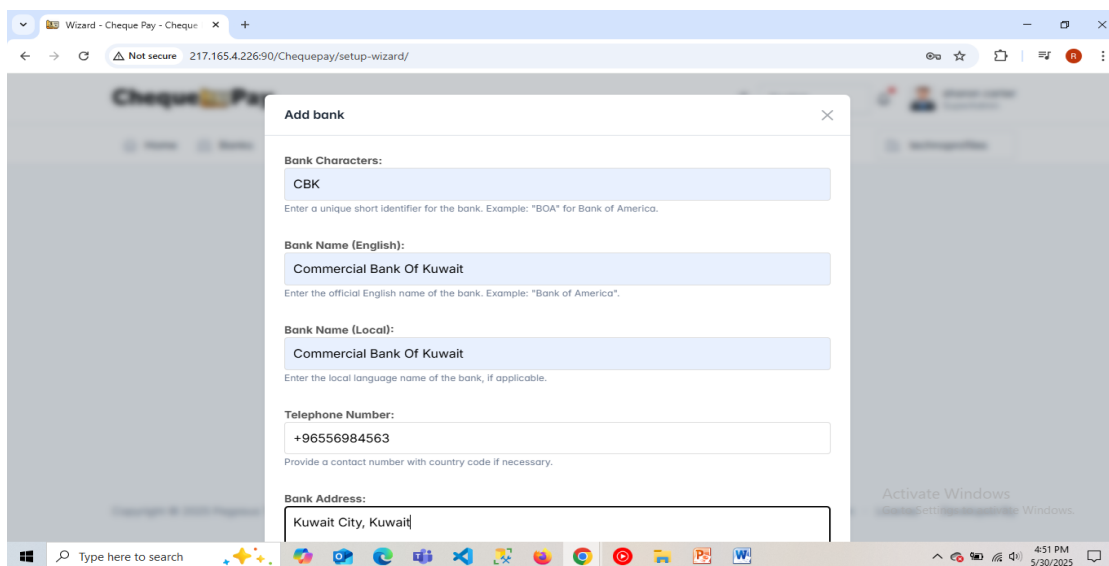 Wizard - Cheque Pay - Cheque
Not secure 217.165.4.226:90/Chequepay/setup-wizard/
R
Cheque Pay
Home Banks
Add bank
Bank Characters:
CBK
Enter a unique short identifier for the bank. Example: "BOA" for Bank of America.
Bank Name (English):
Commercial Bank Of Kuwait
Enter the official English name of the bank. Example: "Bank of America".
Bank Name (Local):
Commercial Bank Of Kuwait
Enter the local language name of the bank, if applicable.
Telephone Number:
+96556984563
Provide a contact number with country code if necessary.
Bank Address:
Kuwait City, Kuwait
Activate Windows
Windows.
Type here to search
4:51 PM
5/30/2025